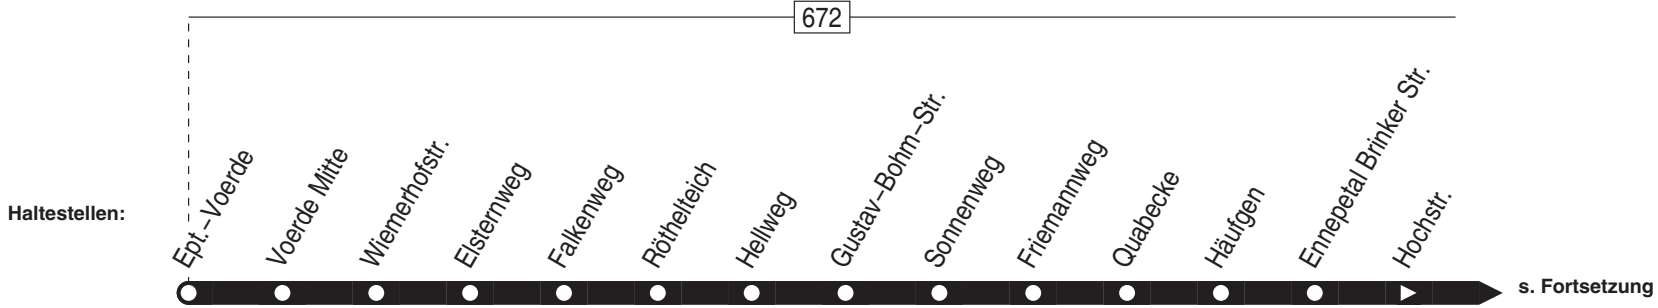 672
Haltestellen:
Ept.-Voerde
Voerde Mitte
Wiemerhofstr.
Elsternweg
Falkenweg
Röthelteich
Hellweg
Gustav-Bohm-Str.
Sonnenweg
Friemannweg
Quabecke
Häufgen
Ennepetal Brinker Str.
Hochstr.
s. Fortsetzung